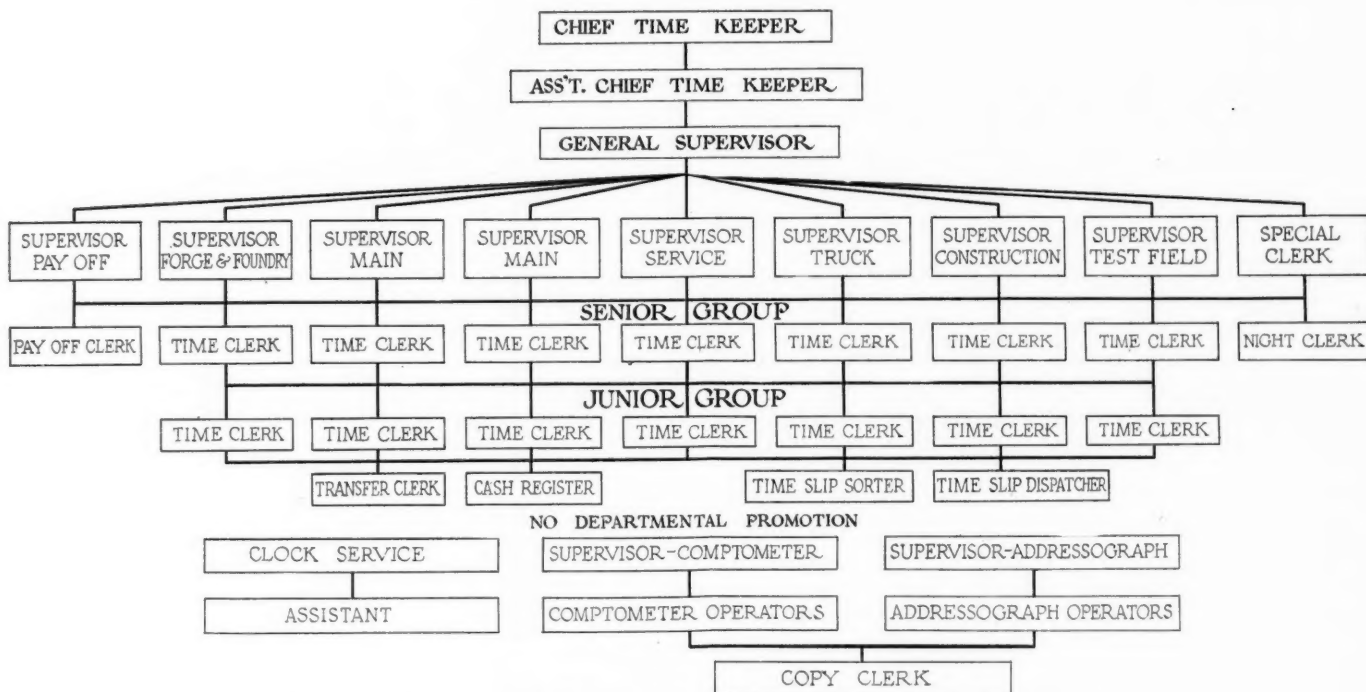 CHIEF TIME KEEPER
ASS'T. CHIEF TIME KEEPER
GENERAL SUPERVISOR
SUPERVISOR
PAY OFF
SUPERVISOR
FORGE & FOUNDRY
SUPERVISOR
MAIN
SUPERVISOR
MAIN
SUPERVISOR
SERVICE
SUPERVISOR
TRUCK
SUPERVISOR
CONSTRUCTION
SUPERVISOR
TEST FIELD
SPECIAL
CLERK
SENIOR GROUP
PAY OFF CLERK
TIME CLERK
TIME CLERK
TIME CLERK
TIME CLERK
TIME CLERK
TIME CLERK
TIME CLERK
NIGHT CLERK
JUNIOR GROUP
TIME CLERK
TIME CLERK
TIME CLERK
TIME CLERK
TIME CLERK
TIME CLERK
TIME CLERK
TRANSFER CLERK
CASH REGISTER
TIME SLIP SORTER
TIME SLIP DISPATCHER
NO DEPARTMENTAL PROMOTION
CLOCK SERVICE
SUPERVISOR-COMPTOMETER
SUPERVISOR-ADDRESSOGRAPH
ASSISTANT
COMPTOMETER OPERATORS
ADDRESSOGRAPH OPERATORS
COPY CLERK